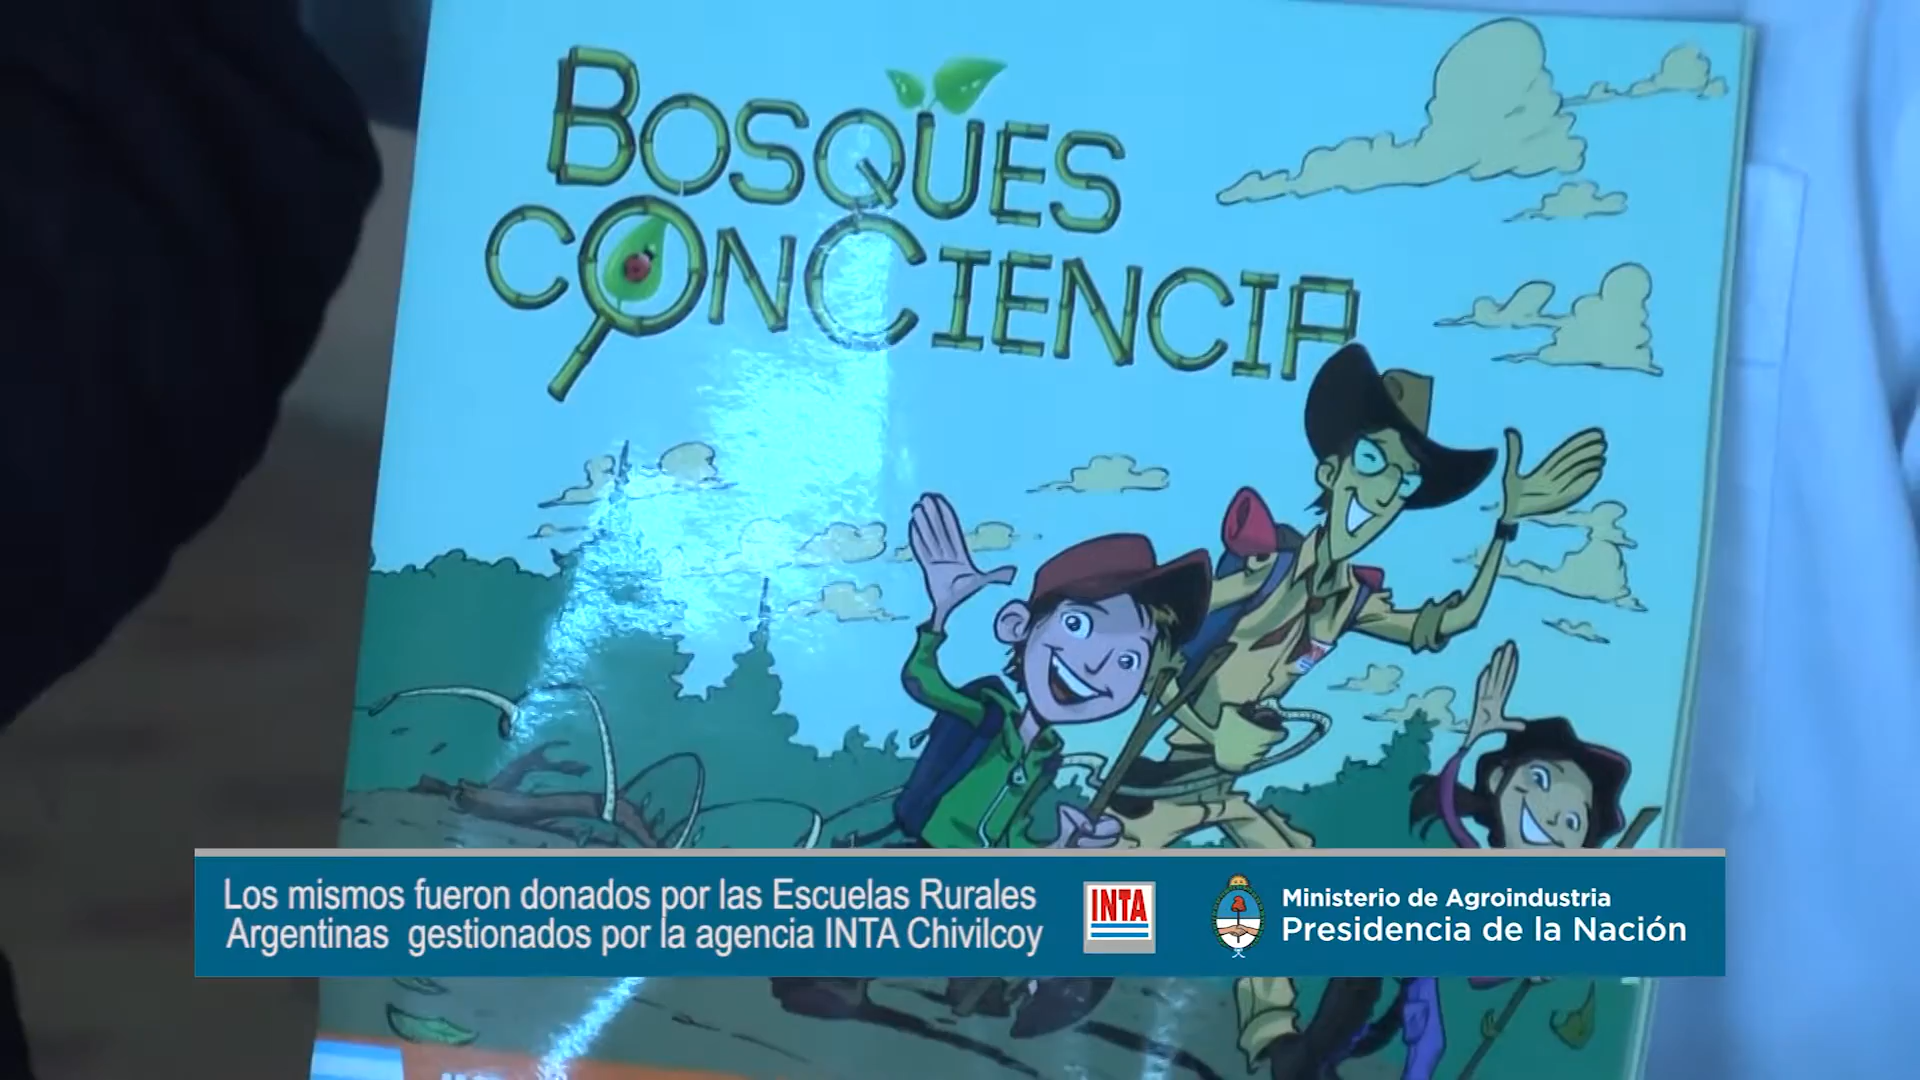 BOSQUES
CONCIENCIA
Los mismos fueron donados por las Escuelas Rurales
Argentinas gestionados por la agencia INTA Chivilcoy
INTA
Ministerio de Agroindustria
Presidencia de la Nación